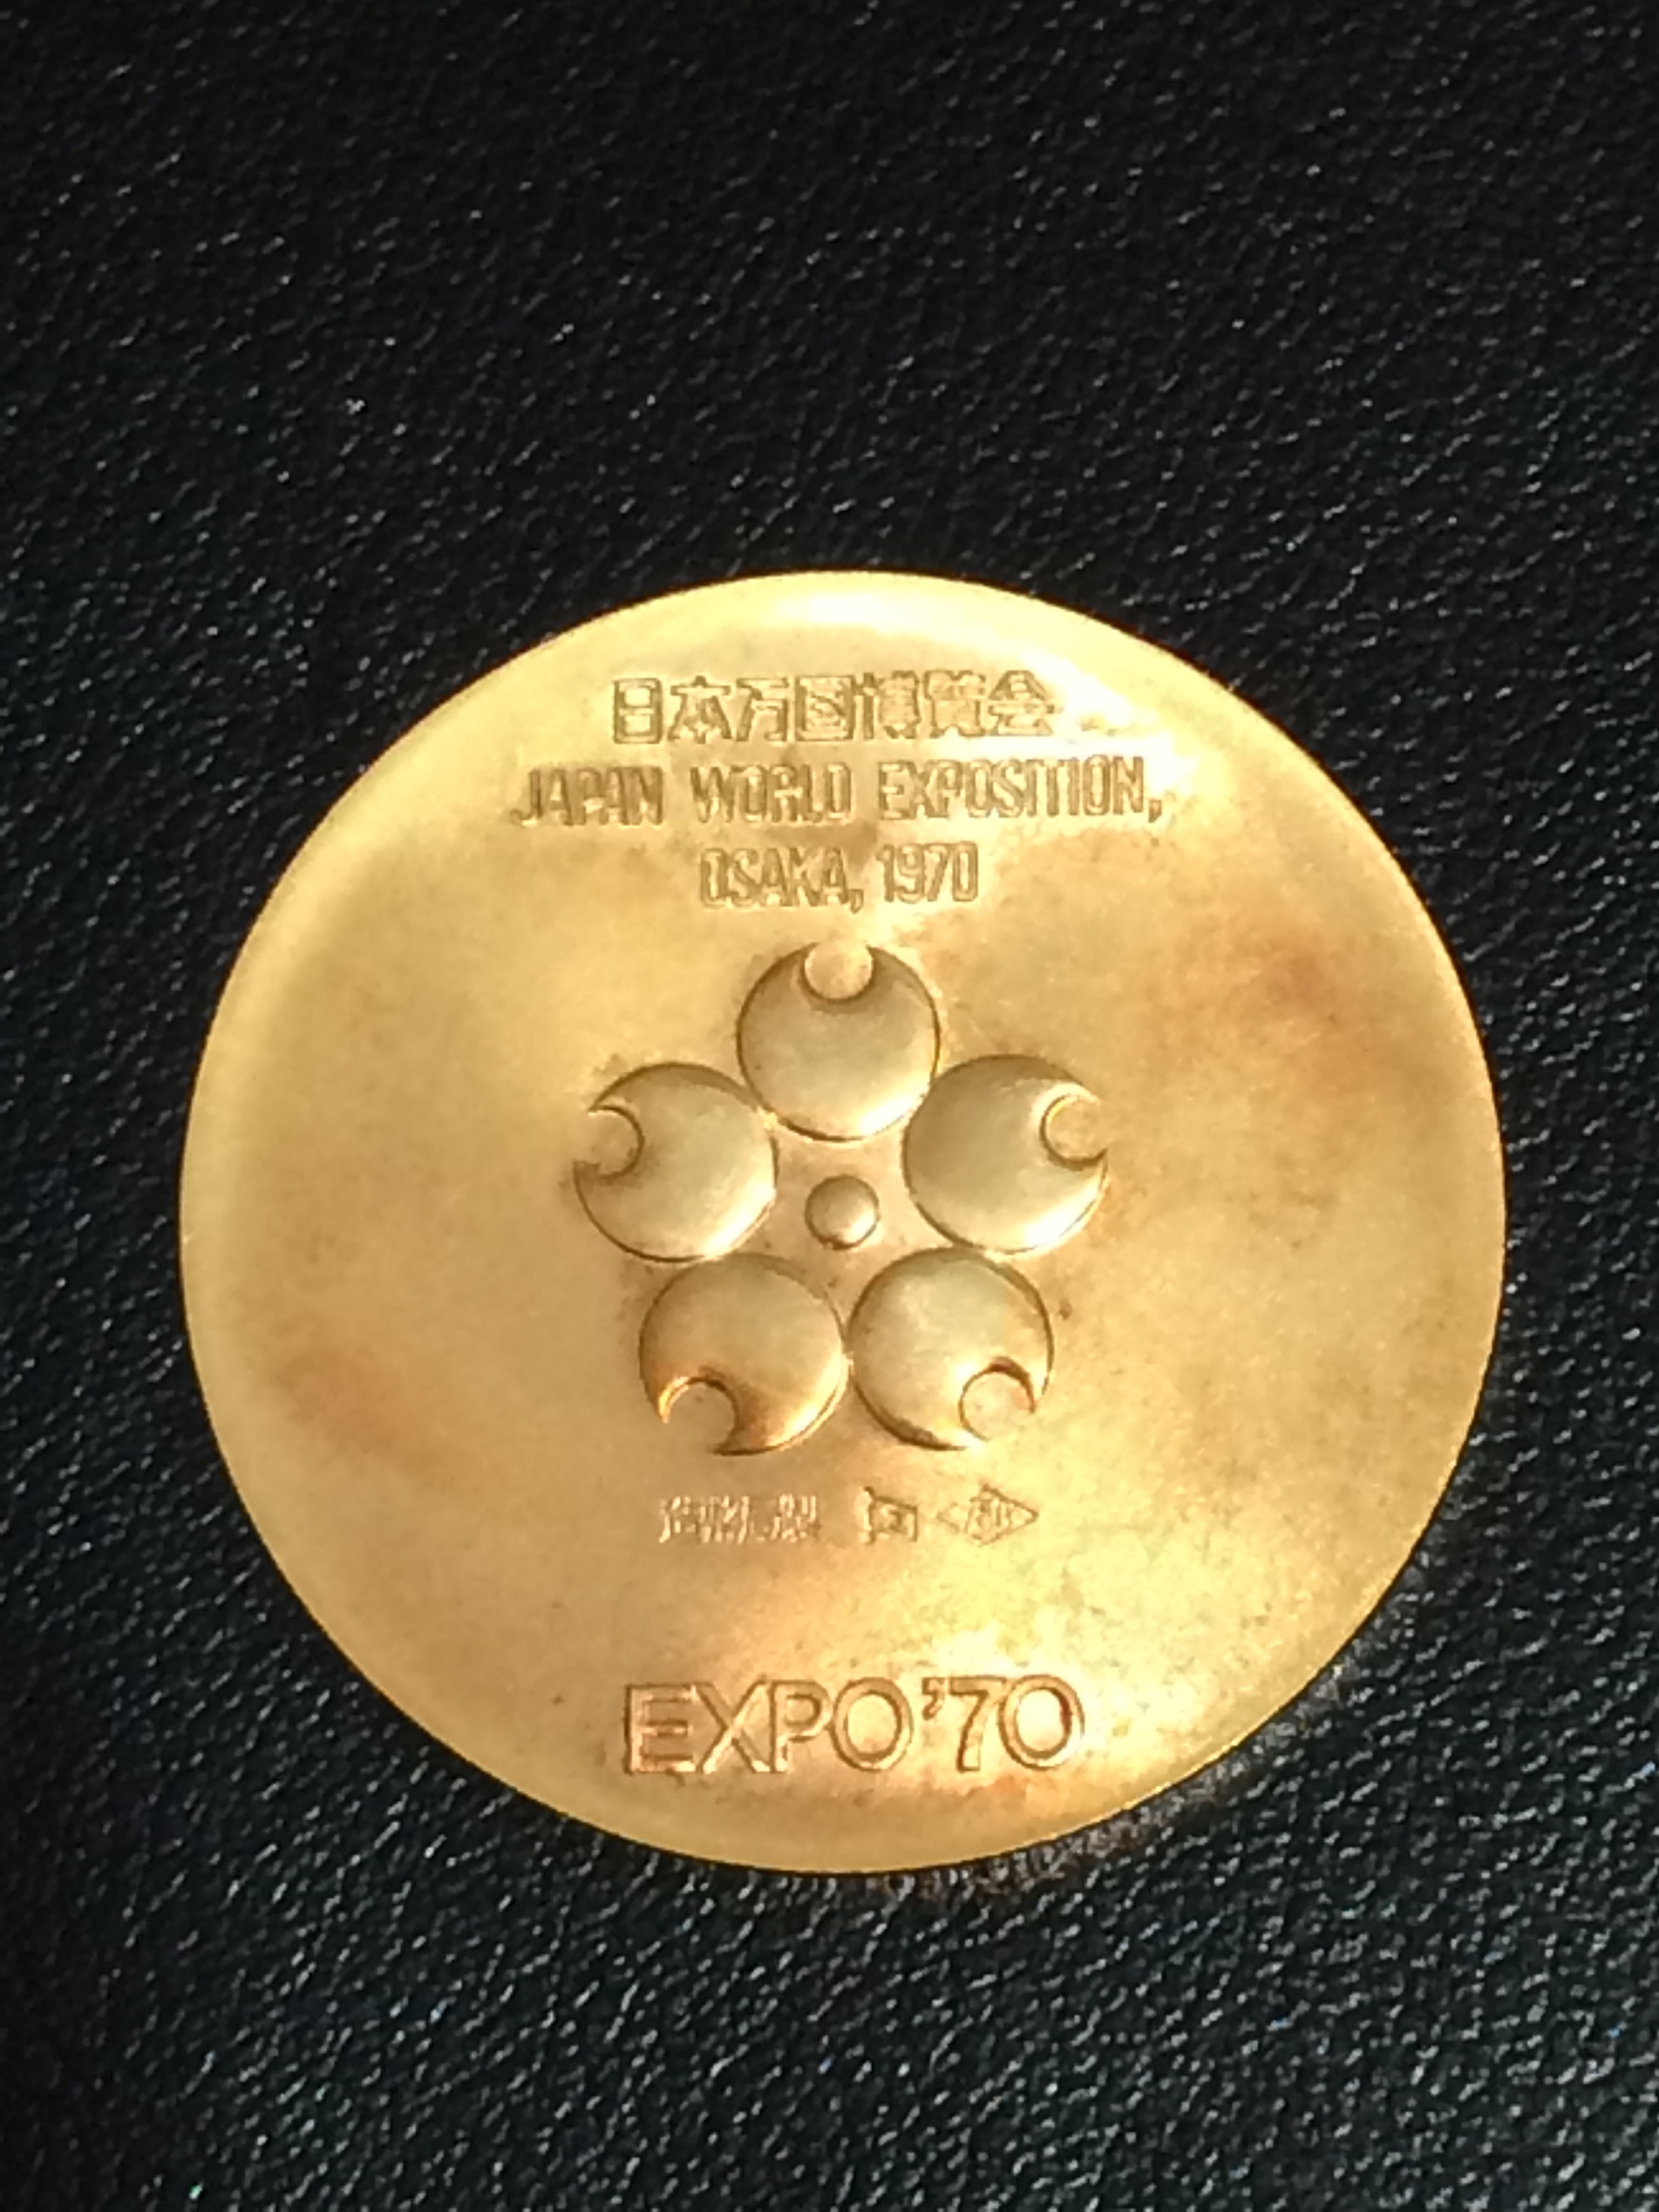 日本万国博覧会
JAPAN WORLD EXPOSITION,
OSAKA, 1970
EXPO'70